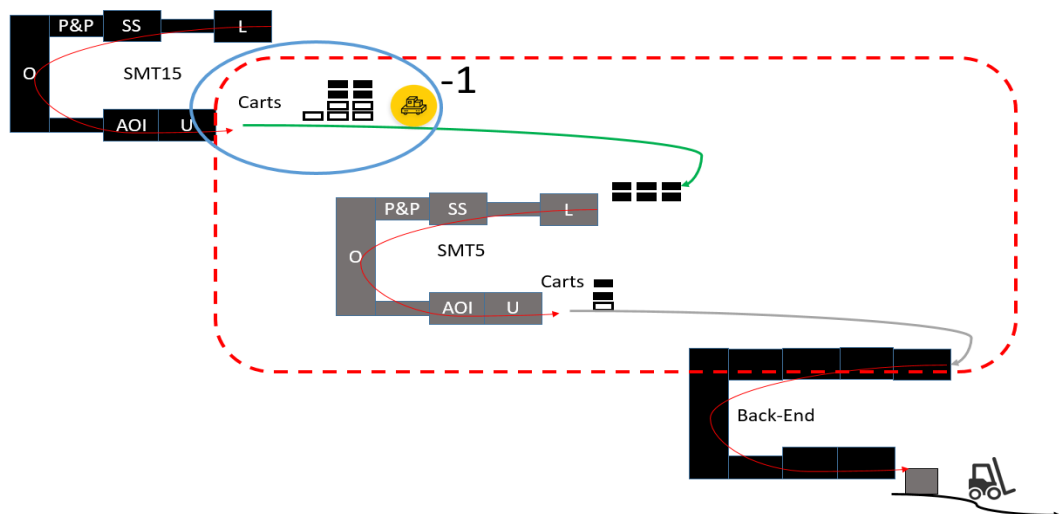 P&P SS L
O
SMT15
AOI U
Carts
-1
P&P SS L
O
SMT5
AOI U
Carts
Back-End